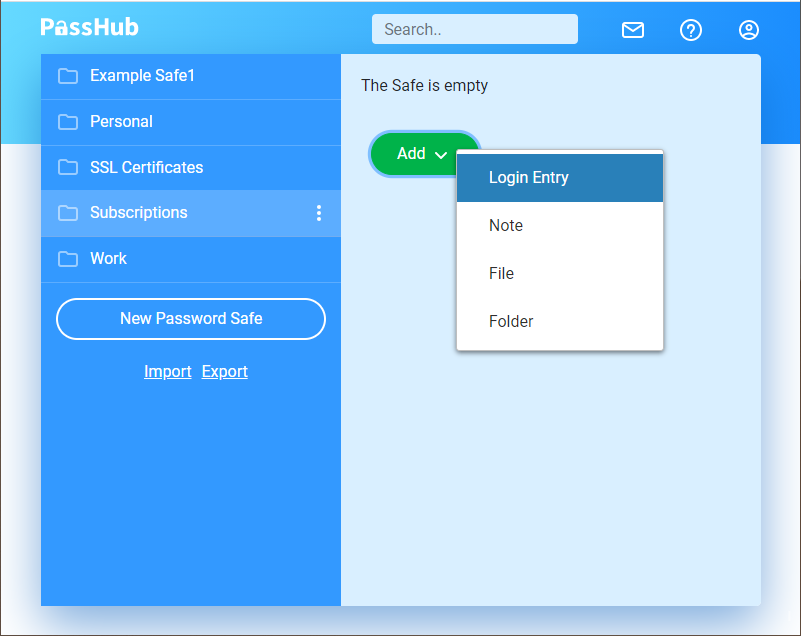 PassHub
Search..
Example Safe1
Personal
SSL Certificates
Subscriptions
Work
New Password Safe
Import Export
The Safe is empty
Add
Login Entry
Note
File
Folder